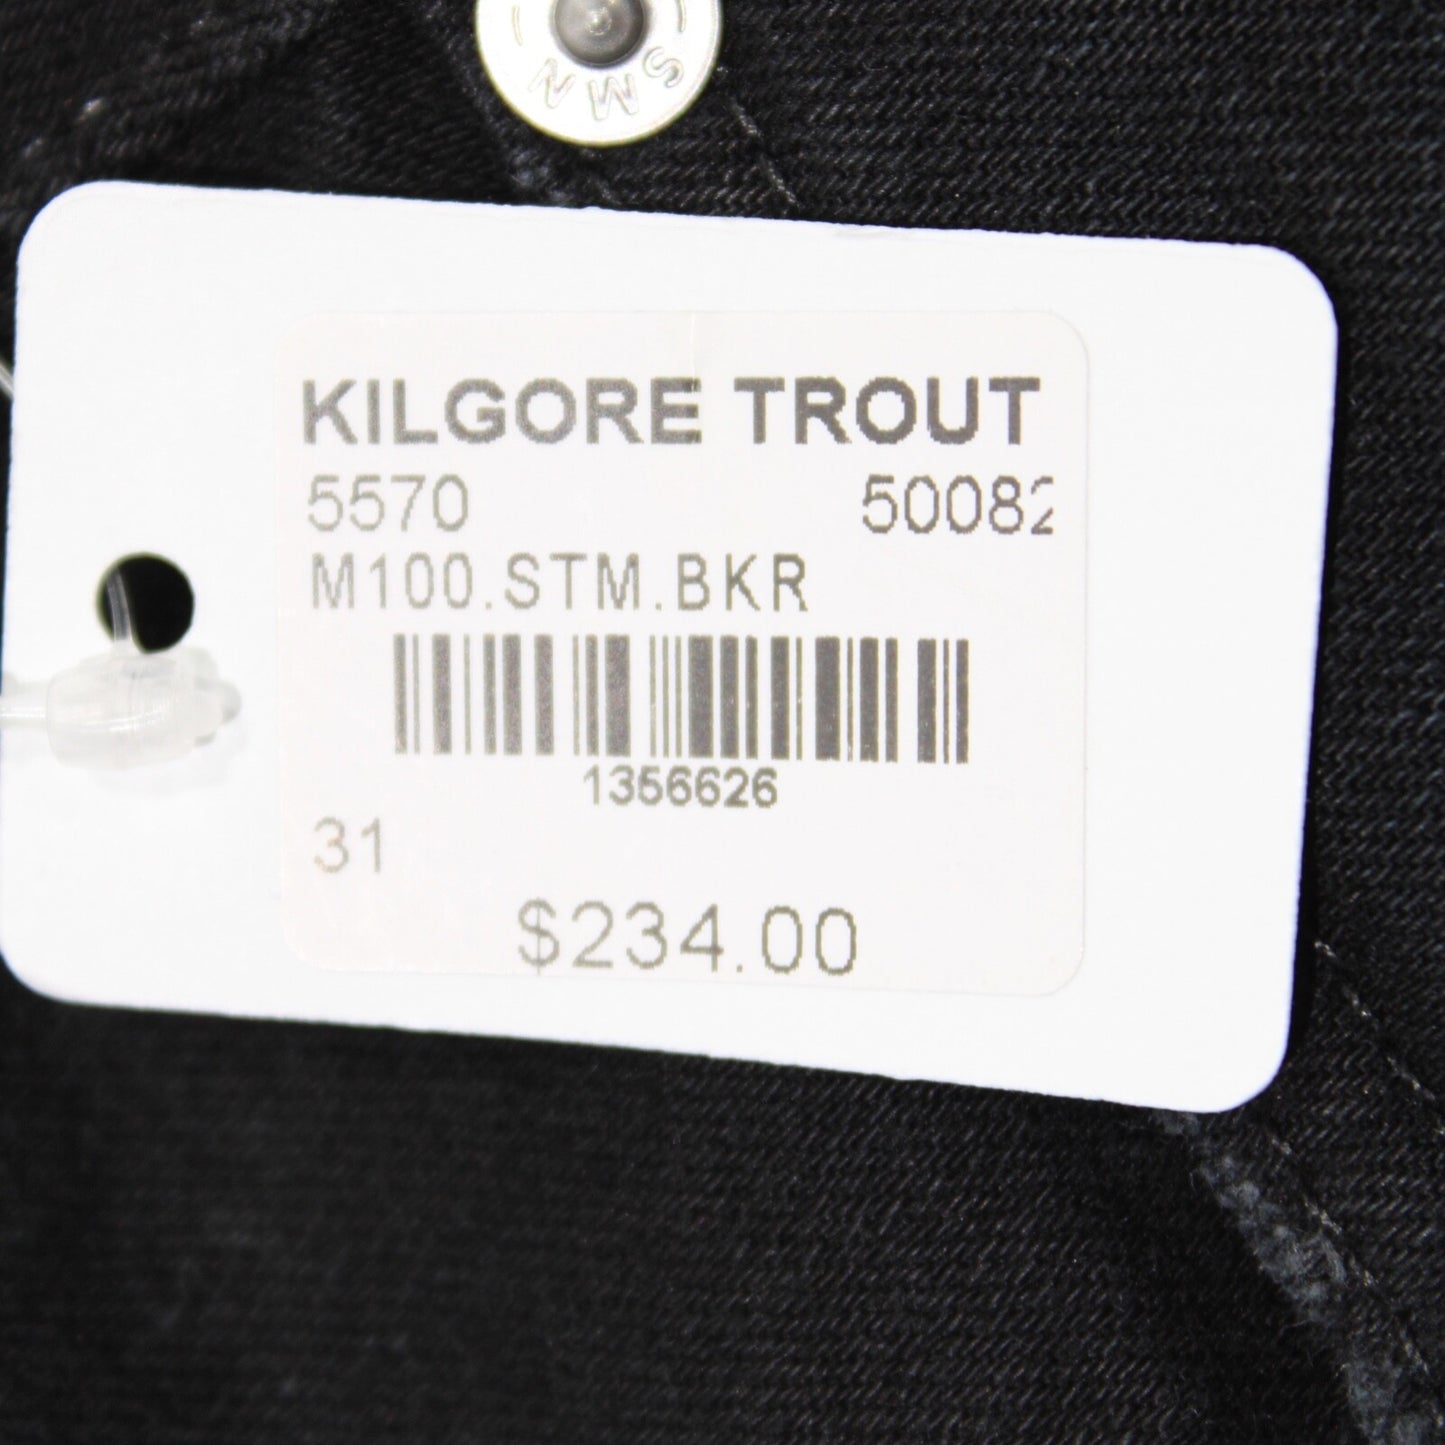 SMN
KILGORE TROUT
5570 50082
M100.STM.BKR
1356626
31
$234.00